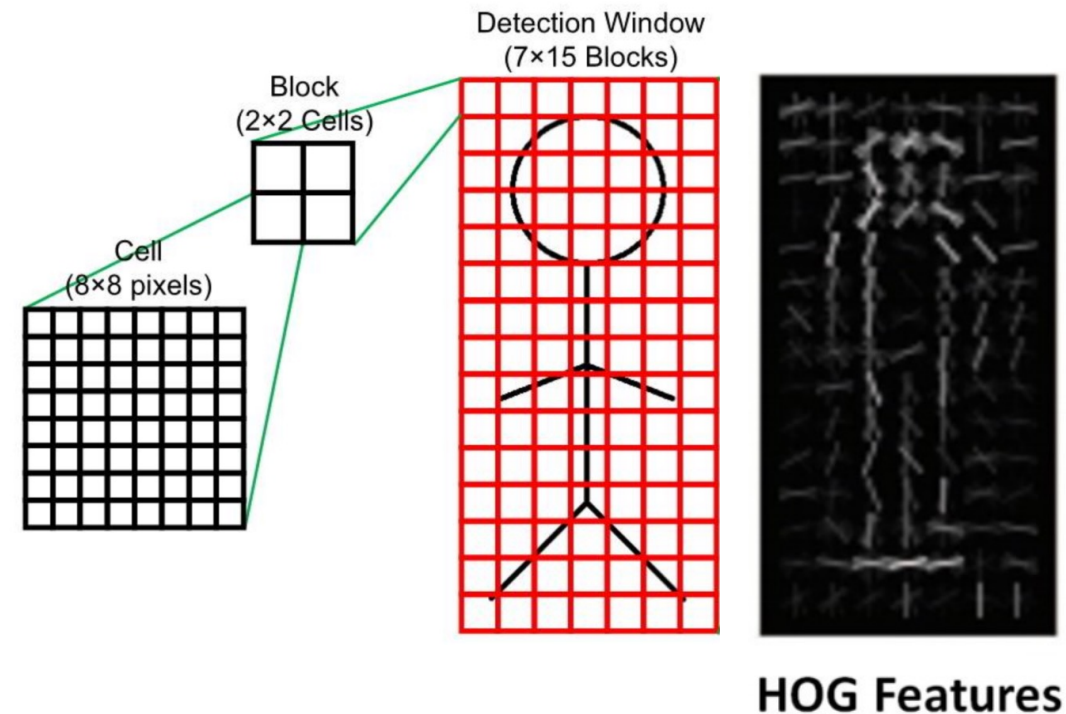 Detection Window
(7×15 Blocks)
Block
(2×2 Cells)
Cell
(8×8 pixels)
HOG Features